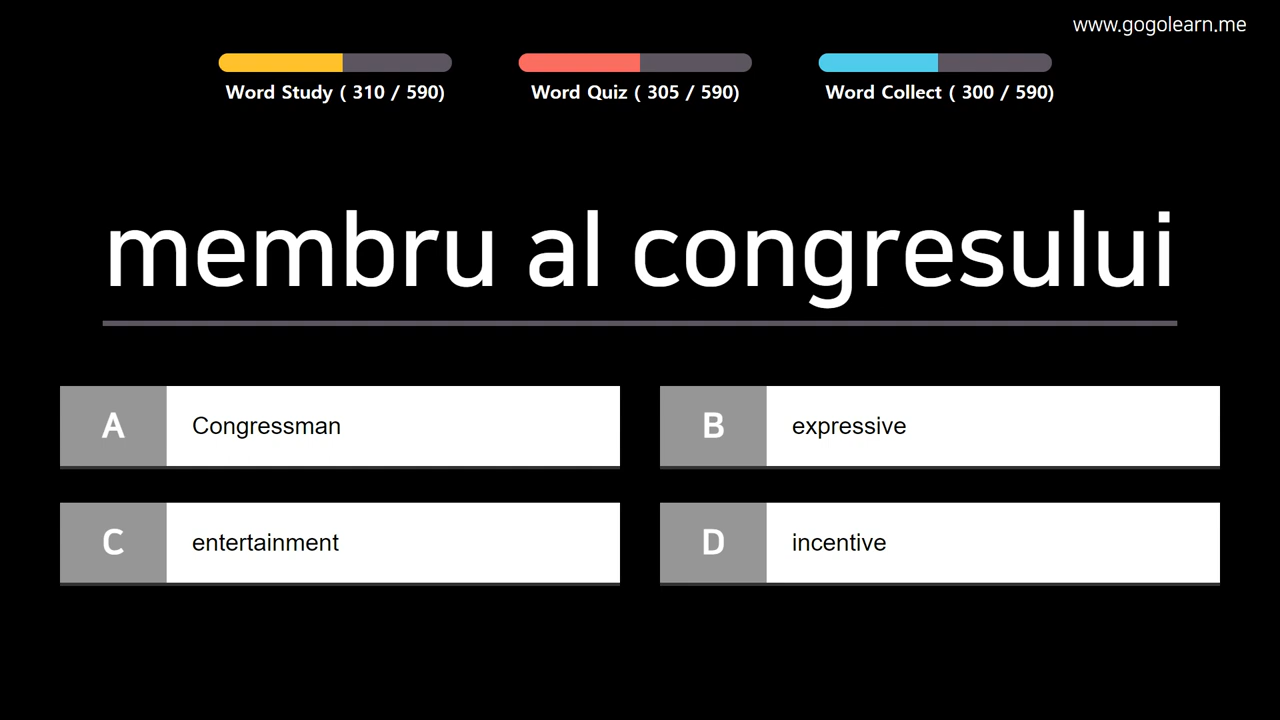 www.gogolearn.me
Word Study ( 310 / 590)
Word Quiz ( 305 / 590)
Word Collect ( 300 / 590)
membru al congresului
A Congressman
B expressive
C entertainment
D incentive